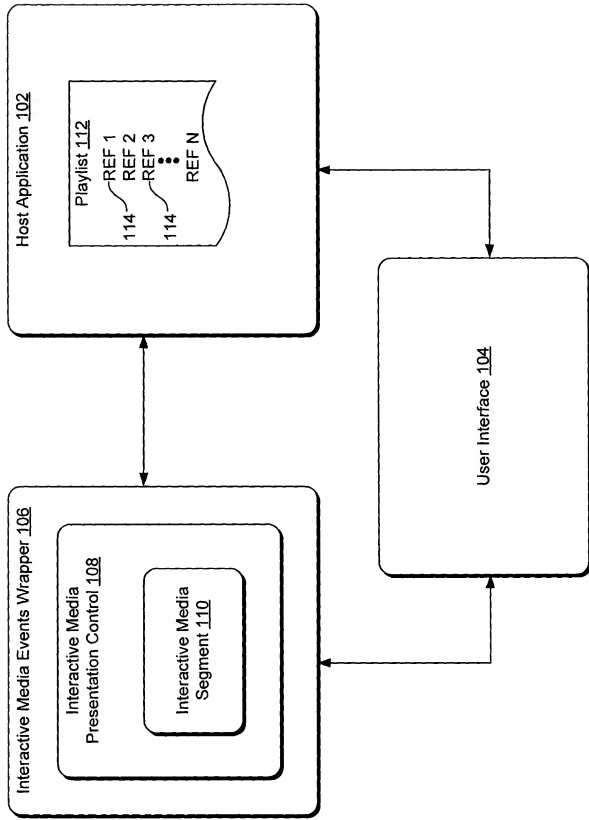 Interactive Media Events Wrapper 106
Interactive Media
Presentation Control 108
Interactive Media
Segment 110
Host Application 102
Playlist 112
REF 1
114
REF 2
REF 3
114
REF N
User Interface 104